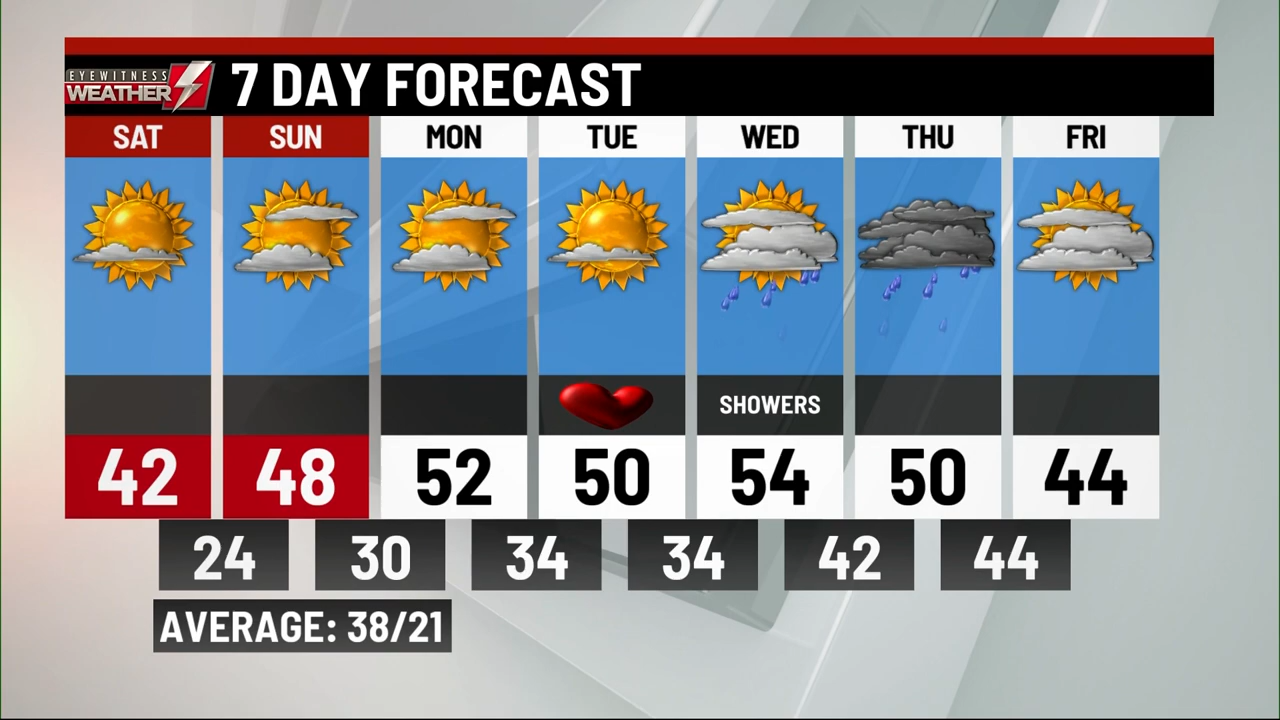 EYEWITNESS
WEATHER
7 DAY FORECAST
SAT SUN MON TUE WED THU FRI
SHOWERS
42 48 52 50 54 50 44
24 30 34 34 42 44
AVERAGE: 38/21